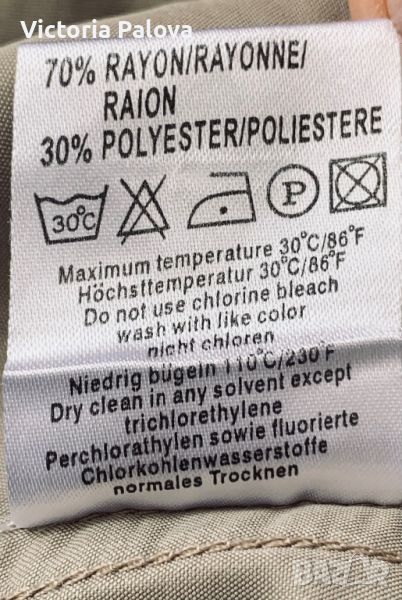 Victoria Palova
70% RAYON/RAYONNE/
RAION
30% POLYESTER/POLIESTERE
30°C P
Maximum temperature 30°C/86°F
Höchsttemperatur 30°C/86°F
Do not use chlorine bleach
wash with like color
nicht chloren
Niedrig bügeln 110°C/230°F
Dry clean in any solvent except
trichlorethylene
Perchlorathylen sowie fluorierte
Chlorkohlenwasserstoffe
normales Trocknen